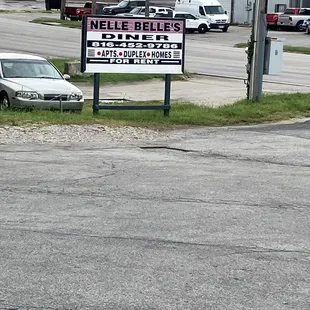 NELLE BELLE'S
DINER
816-452-9786
•APTS.•DUPLEX•HOMES
FOR RENT